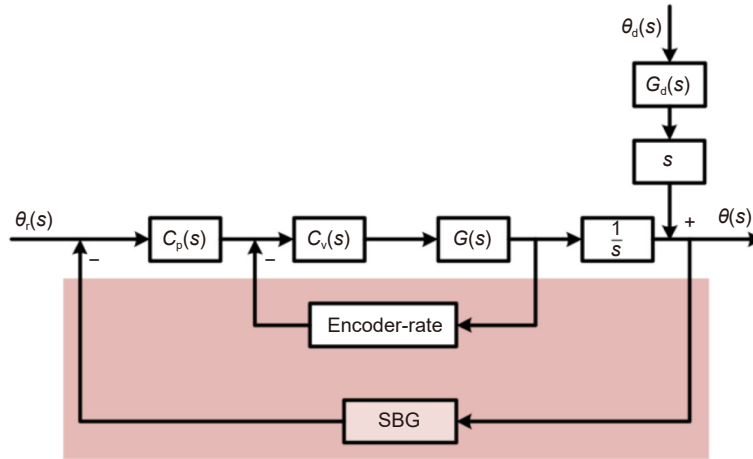 θd(s)
Gd(s)
s
θr(s)
Cp(s)
Cv(s)
G(s)
1
s
+
θ(s)
−
−
Encoder-rate
SBG